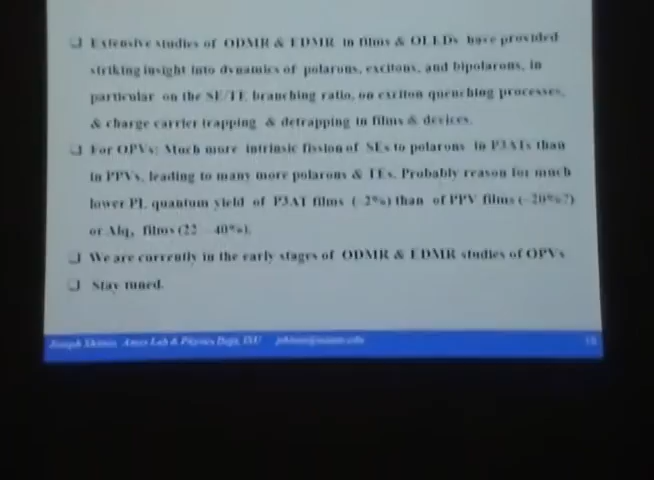 ❑ Extensive studies of ODMR & EDMR in films & OLEDs have provided
striking insight into dynamics of polarons, excitons, and bipolarons, in
particular on the SE/TE branching ratio, on exciton quenching processes,
& charge carrier trapping & detrapping in films & devices.
❑ For OPVs: Much more intrinsic fission of SEs to polarons in P3ATs than
in PPVs, leading to many more polarons & TEs. Probably reason for much
lower PL quantum yield of P3AT films (~2%) than of PPV films (~20%?)
or Alq3 films (22 – 40%).
❑ We are currently in the early stages of ODMR & EDMR studies of OPVs
❑ Stay tuned.
Joseph Shinar, Ames Lab & Physics Dept, ISU